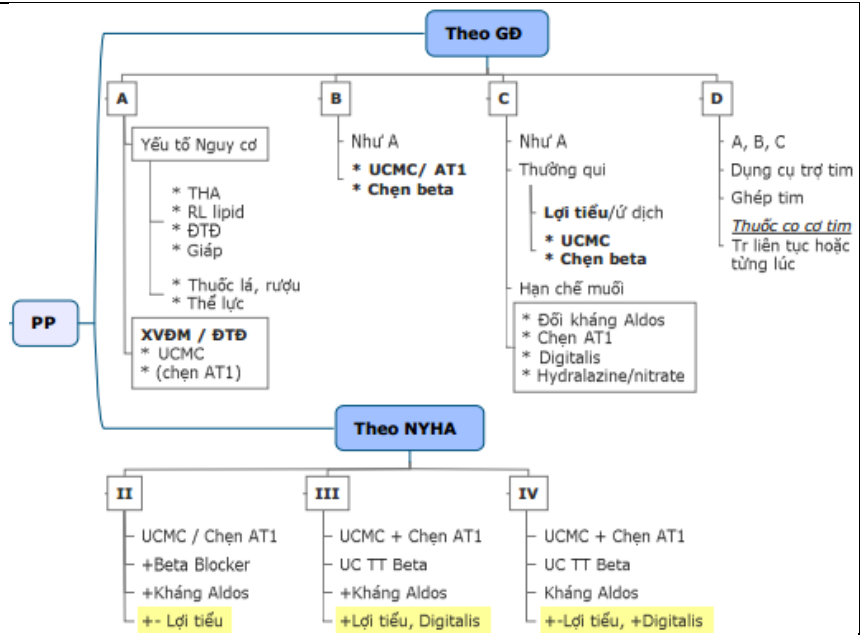 Theo GĐ
A
Yếu tố Nguy cơ
* THA
* RL lipid
* ĐTĐ
* Giáp
* Thuốc lá, rượu
* Thể lực
XVĐM / ĐTĐ
* UCMC
* (chẹn AT1)
B
Như A
* UCMC/ AT1
* Chẹn beta
C
Như A
Thường qui
Lợi tiểu/ứ dịch
* UCMC
* Chẹn beta
Hạn chế muối
* Đối kháng Aldos
* Chẹn AT1
* Digitalis
* Hydralazine/nitrate
D
A, B, C
Dụng cụ trợ tim
Ghép tim
Thuốc co cơ tim
Tr liên tục hoặc
từng lúc
PP
Theo NYHA
II
UCMC / Chẹn AT1
+Beta Blocker
+Kháng Aldos
+- Lợi tiểu
III
UCMC + Chẹn AT1
UC TT Beta
+Kháng Aldos
+Lợi tiểu, Digitalis
IV
UCMC + Chẹn AT1
UC TT Beta
Kháng Aldos
+-Lợi tiểu, +Digitalis